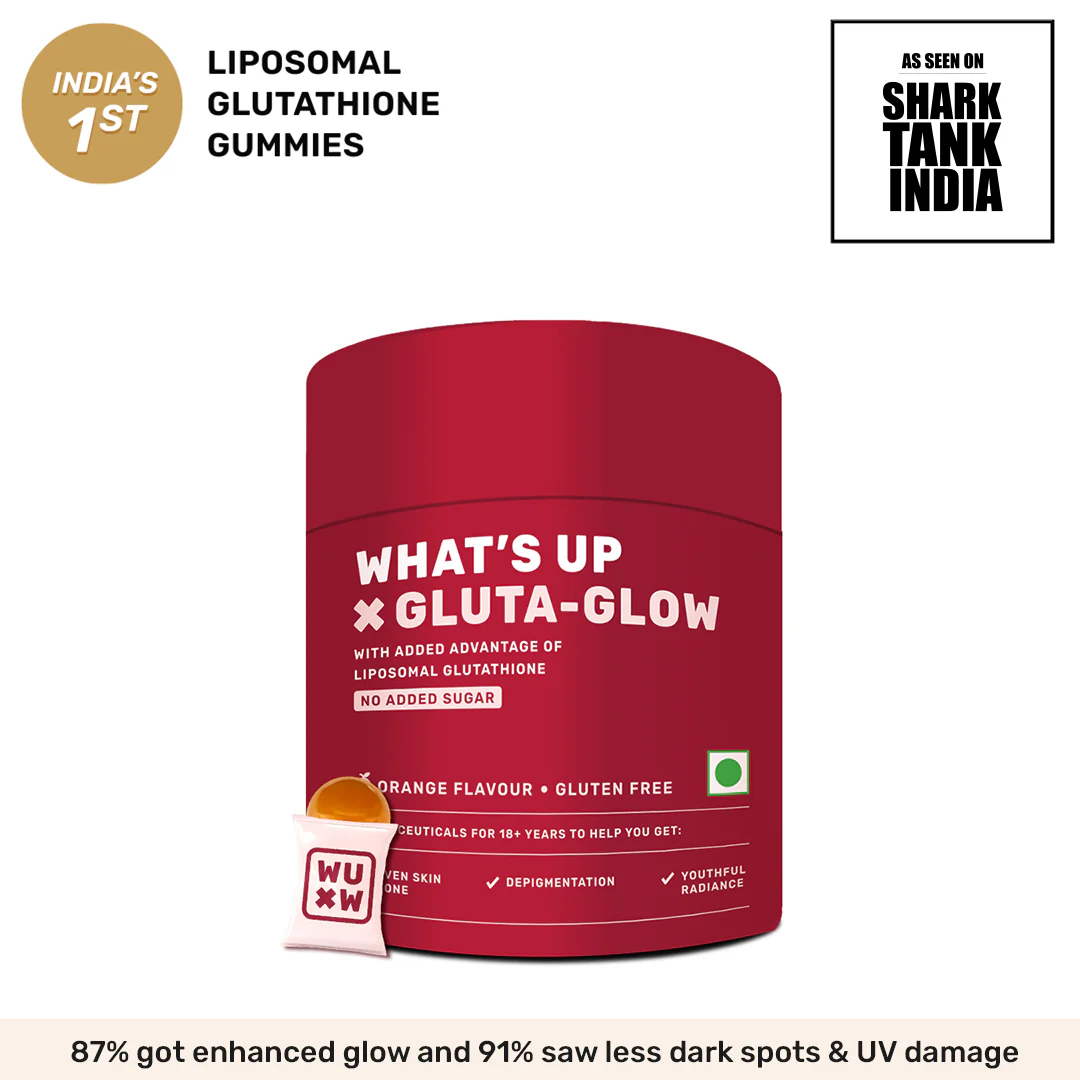 INDIA'S
1ST
LIPOSOMAL
GLUTATHIONE
GUMMIES
AS SEEN ON
SHARK
TANK
INDIA
WHAT'S UP
× GLUTA-GLOW
WITH ADDED ADVANTAGE OF
LIPOSOMAL GLUTATHIONE
NO ADDED SUGAR
ORANGE FLAVOUR • GLUTEN FREE
CEUTICALS FOR 18+ YEARS TO HELP YOU GET:
VEN SKIN
ONE
✓ DEPIGMENTATION
✓ YOUTHFUL
RADIANCE
WU
×W
87% got enhanced glow and 91% saw less dark spots & UV damage